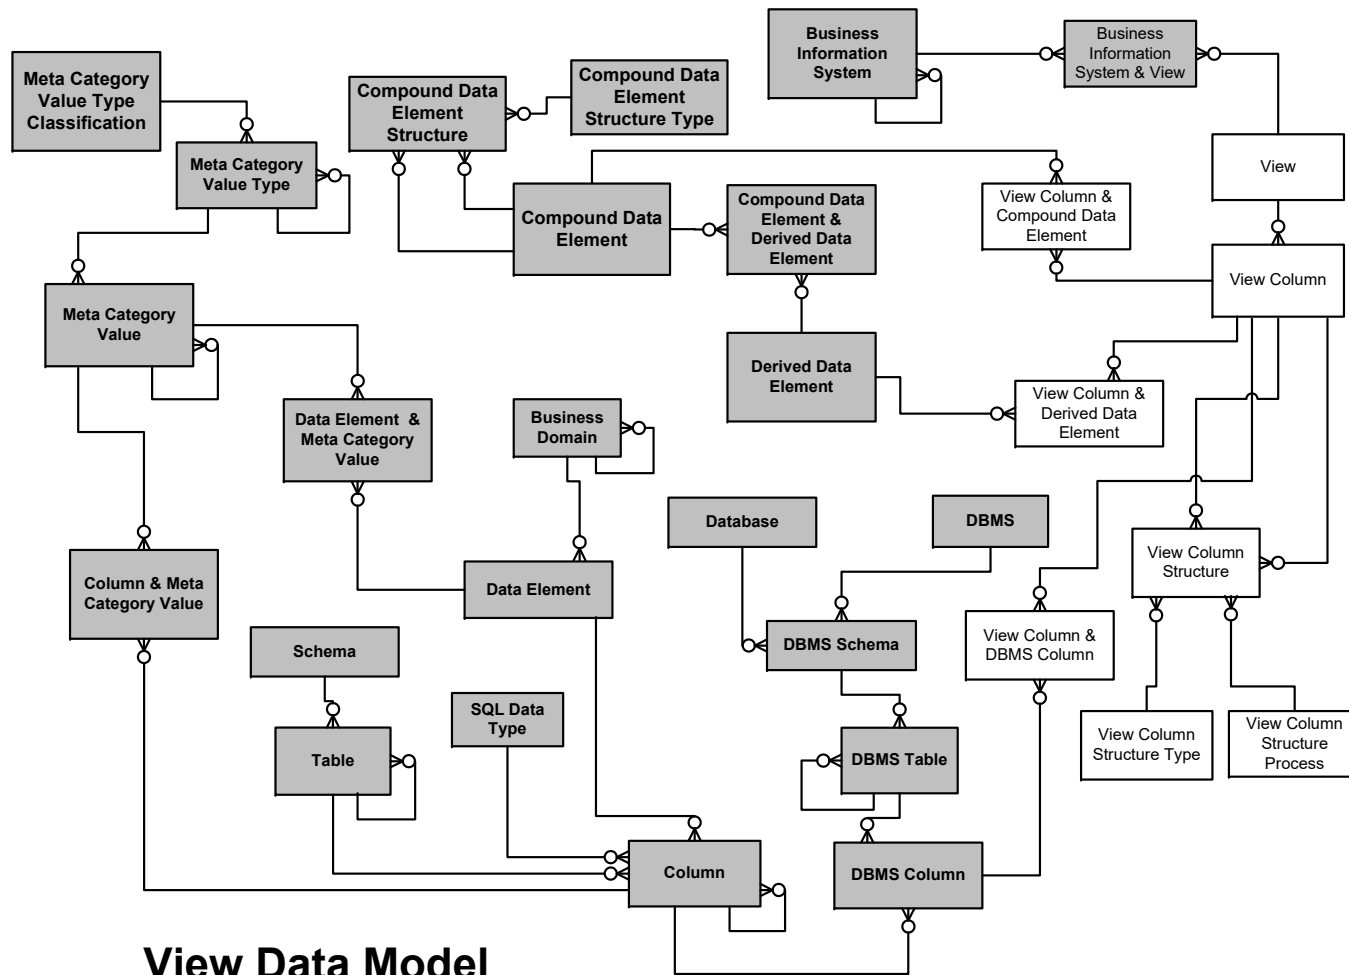 Business
Information
System
Business
Information
System & View
Meta Category
Value Type
Classification
Compound Data
Element
Structure
Compound Data
Element
Structure Type
Meta Category
Value Type
View
Compound Data
Element
Compound Data
Element &
Derived Data
Element
View Column &
Compound Data
Element
Meta Category
Value
View Column
Derived Data
Element
Data Element & 
Meta Category
Value
Business
Domain
View Column &
Derived Data
Element
Database
DBMS
Column & Meta
Category Value
Data Element
View Column
Structure
Schema
DBMS Schema
View Column &
DBMS Column
SQL Data
Type
Table
DBMS Table
View Column
Structure Type
View Column
Structure
Process
Column
DBMS Column
View Data Model